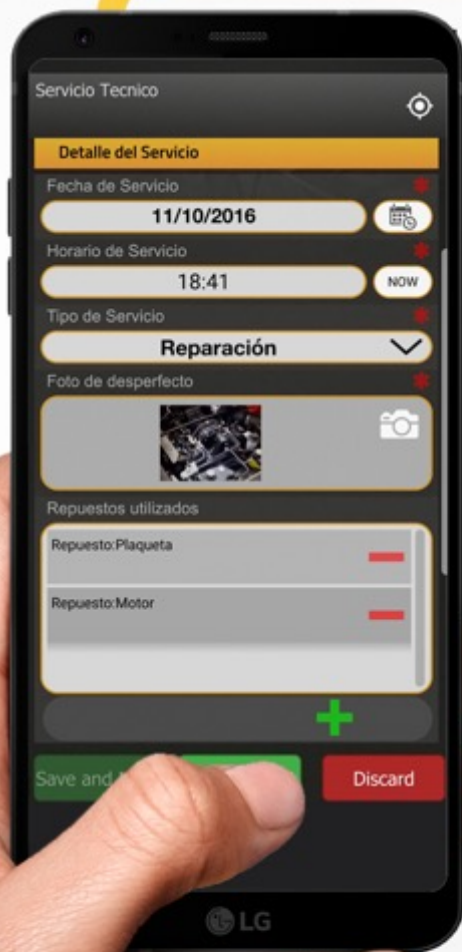 Servicio Tecnico
Detalle del Servicio
Fecha de Servicio *
11/10/2016
Horario de Servicio *
18:41
NOW
Tipo de Servicio *
Reparación
Foto de desperfecto *
Repuestos utilizados
Repuesto:Plaqueta
Repuesto:Motor
Save and
Discard
LG